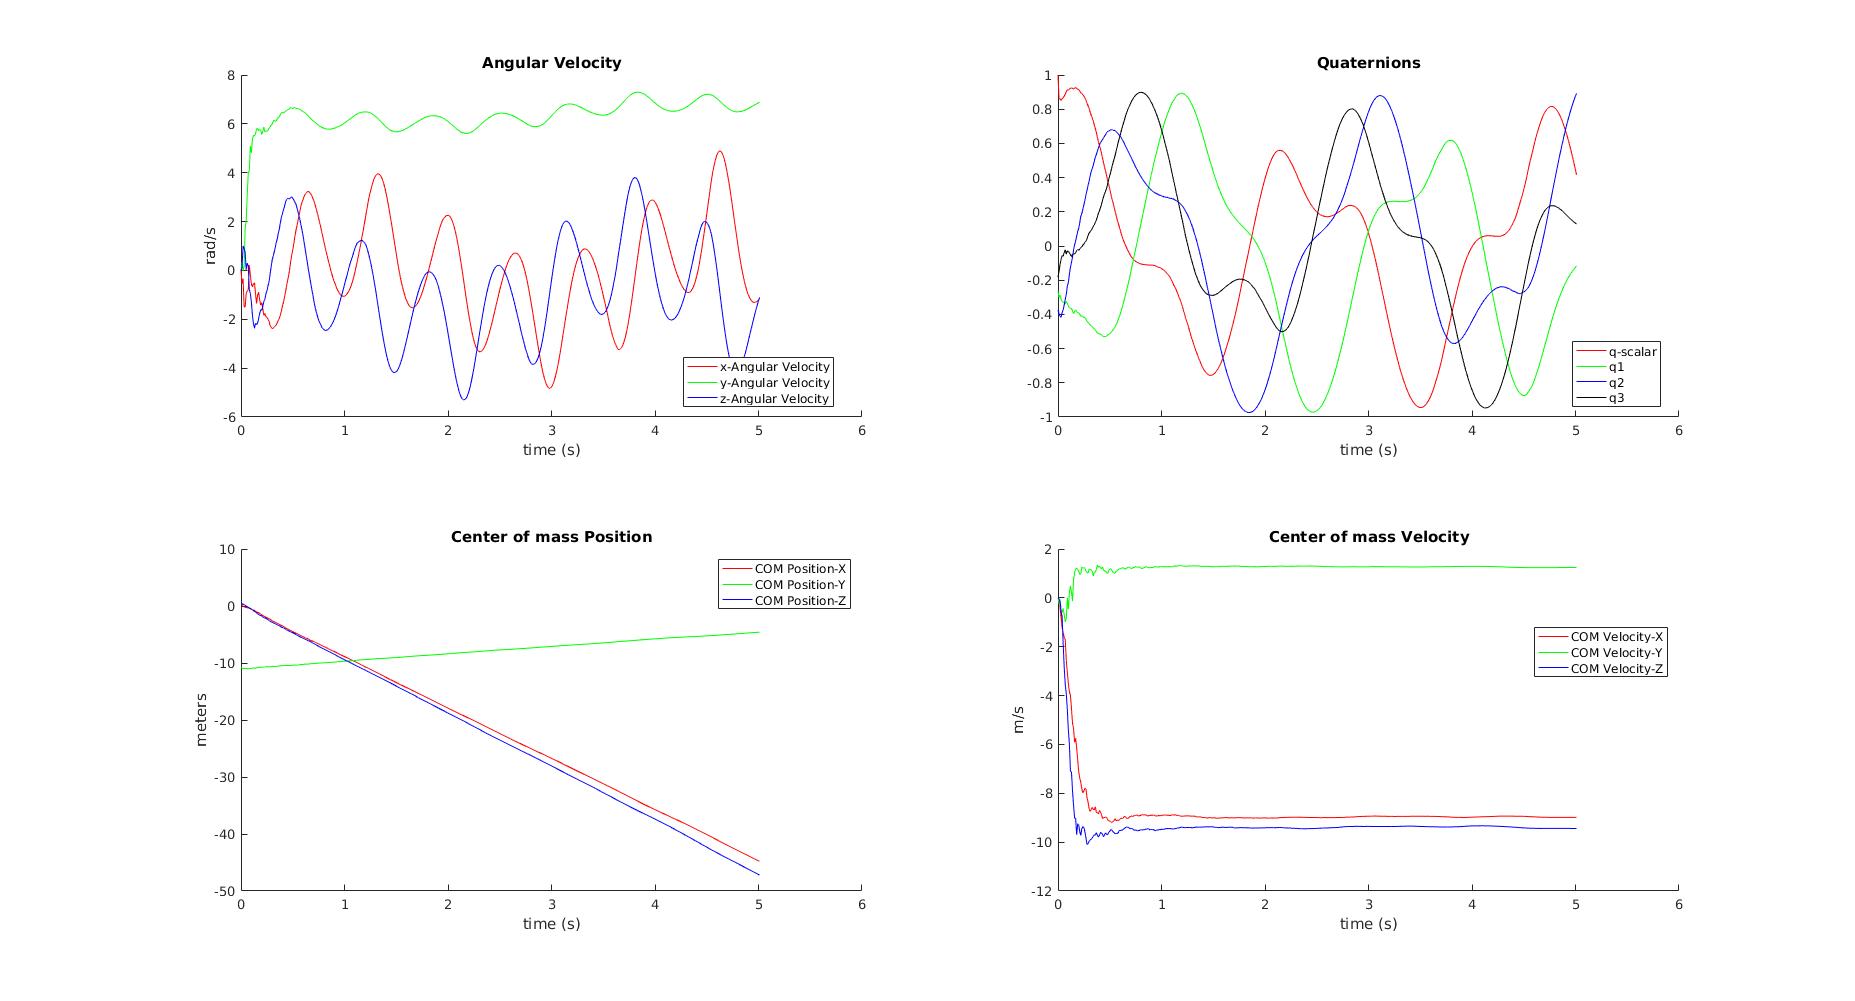 Angular Velocity
8
6
4
2
0
-2
-4
-6
rad/s
0 1 2 3 4 5 6
time (s)
x-Angular Velocity
y-Angular Velocity
z-Angular Velocity
Quaternions
1
0.8
0.6
0.4
0.2
0
-0.2
-0.4
-0.6
-0.8
-1
0 1 2 3 4 5 6
time (s)
q-scalar
q1
q2
q3
Center of mass Position
10
0
-10
-20
-30
-40
-50
meters
0 1 2 3 4 5 6
time (s)
COM Position-X
COM Position-Y
COM Position-Z
Center of mass Velocity
2
0
-2
-4
-6
-8
-10
-12
m/s
0 1 2 3 4 5 6
time (s)
COM Velocity-X
COM Velocity-Y
COM Velocity-Z